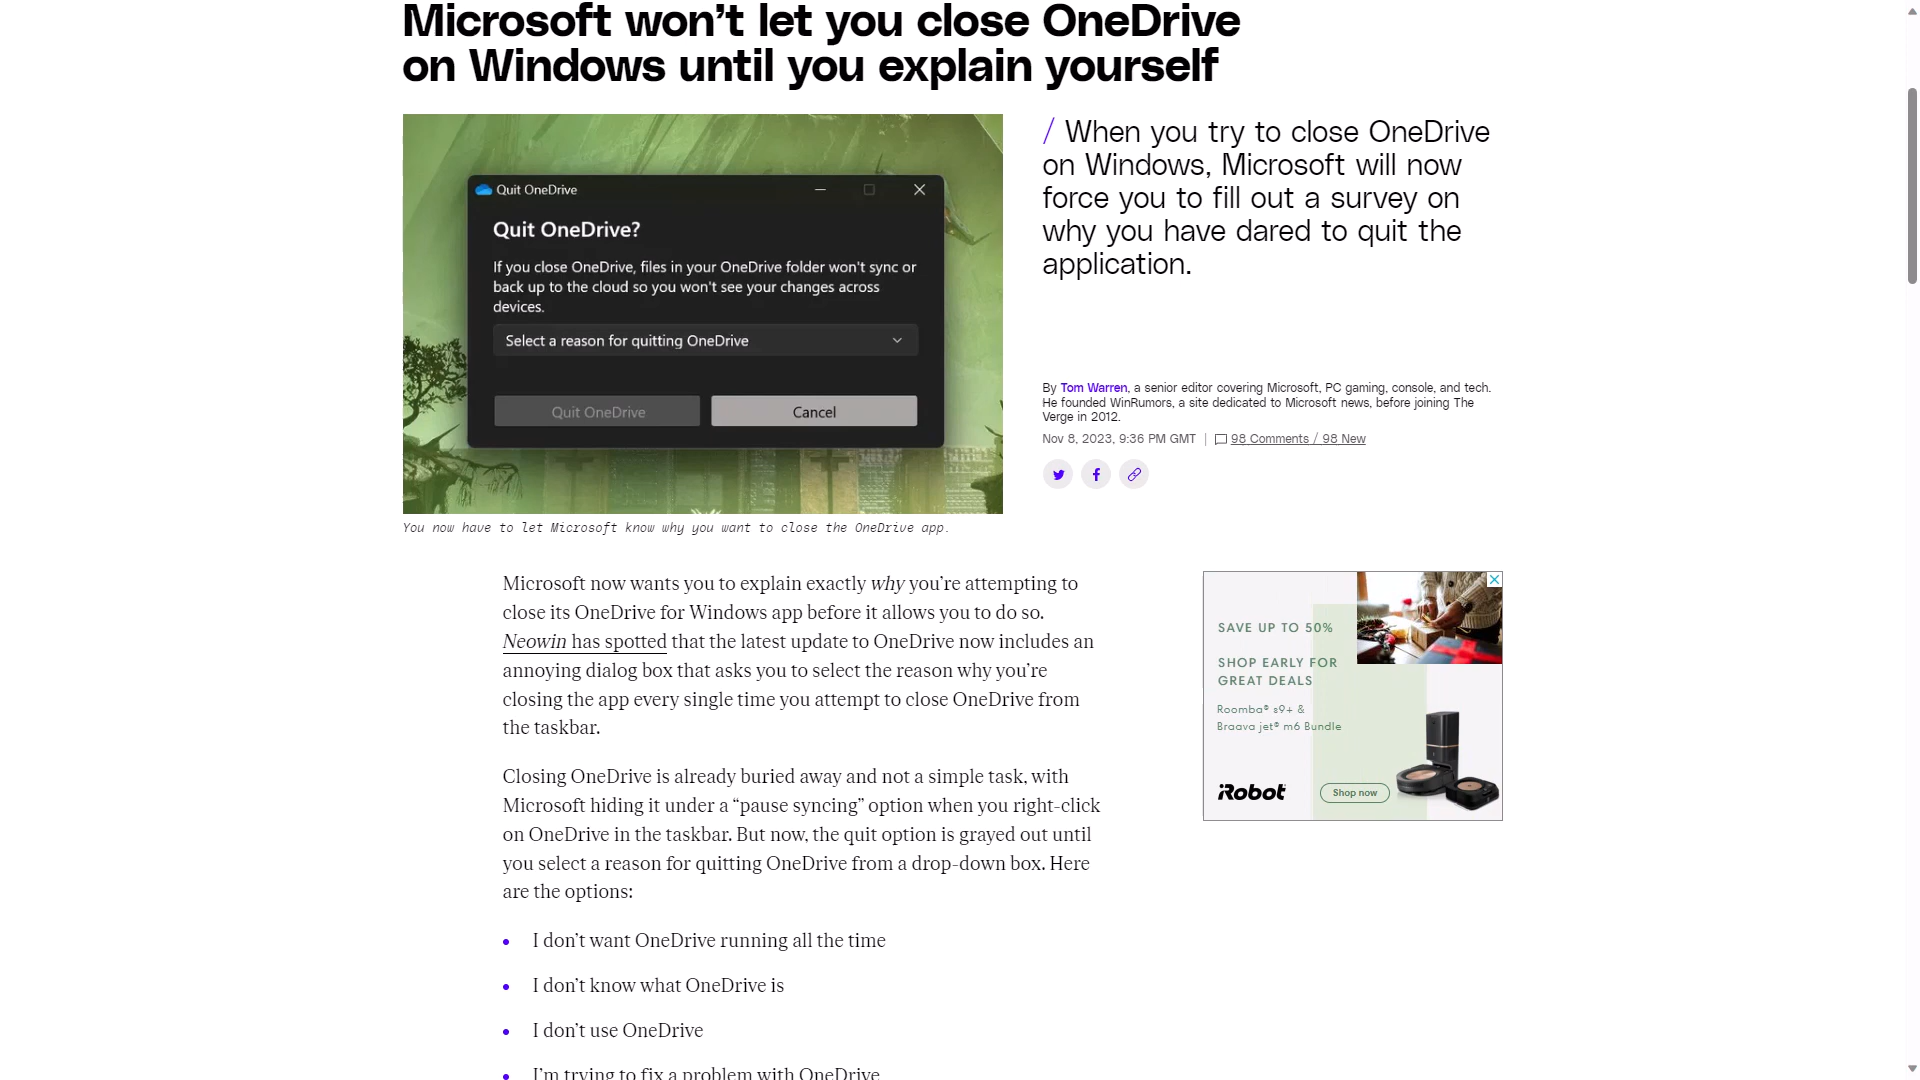 Microsoft won’t let you close OneDrive
on Windows until you explain yourself
Quit OneDrive
Quit OneDrive?
If you close OneDrive, files in your OneDrive folder won't sync or
back up to the cloud so you won't see your changes across
devices.
Select a reason for quitting OneDrive
Quit OneDrive
Cancel
You now have to let Microsoft know why you want to close the OneDrive app.
/ When you try to close OneDrive
on Windows, Microsoft will now
force you to fill out a survey on
why you have dared to quit the
application.
By Tom Warren, a senior editor covering Microsoft, PC gaming, console, and tech.
He founded WinRumors, a site dedicated to Microsoft news, before joining The
Verge in 2012.
Nov 8, 2023, 9:36 PM GMT | 98 Comments / 98 New
Microsoft now wants you to explain exactly why you’re attempting to
close its OneDrive for Windows app before it allows you to do so.
Neowin has spotted that the latest update to OneDrive now includes an
annoying dialog box that asks you to select the reason why you’re
closing the app every single time you attempt to close OneDrive from
the taskbar.
Closing OneDrive is already buried away and not a simple task, with
Microsoft hiding it under a “pause syncing” option when you right-click
on OneDrive in the taskbar. But now, the quit option is grayed out until
you select a reason for quitting OneDrive from a drop-down box. Here
are the options:
• I don’t want OneDrive running all the time
• I don’t know what OneDrive is
• I don’t use OneDrive
• I’m trying to fix a problem with OneDrive
SAVE UP TO 50%
SHOP EARLY FOR
GREAT DEALS
Roomba® s9+ &
Braava jet® m6 Bundle
iRobot
Shop now